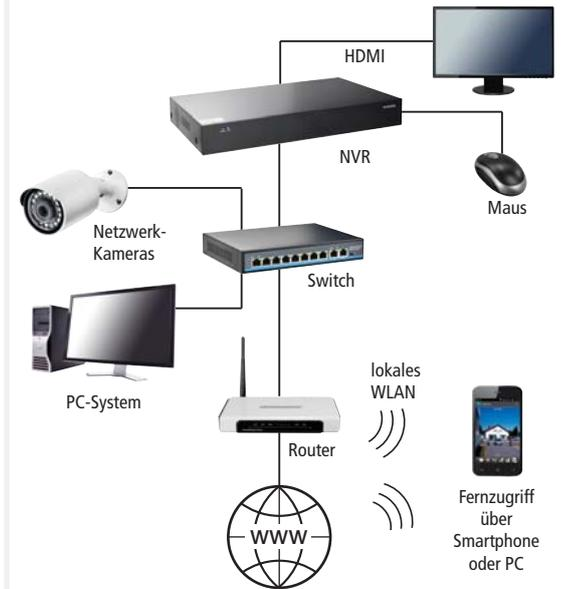 HDMI
NVR
Maus
Netzwerk-
Kameras
Switch
PC-System
lokales
WLAN
Router
Fernzugriff
über
Smartphone
oder PC
WWW